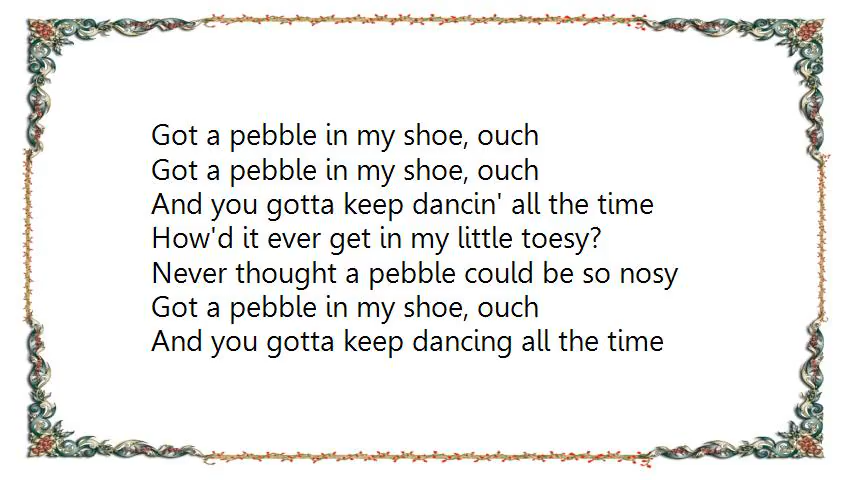 Got a pebble in my shoe, ouch
Got a pebble in my shoe, ouch
And you gotta keep dancin' all the time
How'd it ever get in my little toesy?
Never thought a pebble could be so nosy
Got a pebble in my shoe, ouch
And you gotta keep dancing all the time